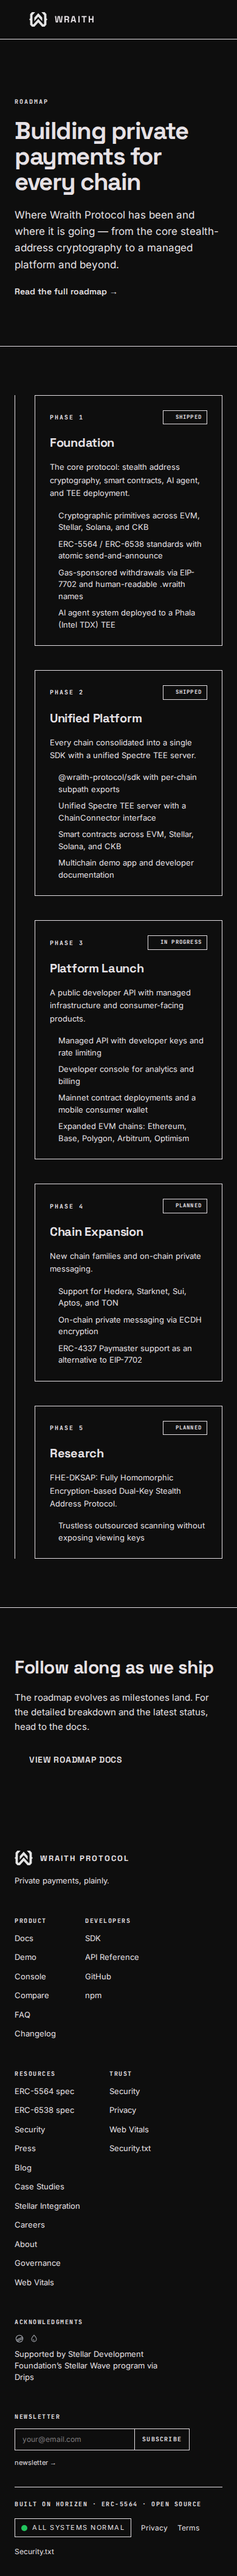 WRAITH
ROADMAP
Building private
payments for
every chain
Where Wraith Protocol has been and
where it is going — from the core stealth-
address cryptography to a managed
platform and beyond.
Read the full roadmap →
PHASE 1
SHIPPED
Foundation
The core protocol: stealth address
cryptography, smart contracts, AI agent,
and TEE deployment.
Cryptographic primitives across EVM,
Stellar, Solana, and CKB
ERC-5564 / ERC-6538 standards with
atomic send-and-announce
Gas-sponsored withdrawals via EIP-
7702 and human-readable .wraith
names
AI agent system deployed to a Phala
(Intel TDX) TEE
PHASE 2
SHIPPED
Unified Platform
Every chain consolidated into a single
SDK with a unified Spectre TEE server.
@wraith-protocol/sdk with per-chain
subpath exports
Unified Spectre TEE server with a
ChainConnector interface
Smart contracts across EVM, Stellar,
Solana, and CKB
Multichain demo app and developer
documentation
PHASE 3
IN PROGRESS
Platform Launch
A public developer API with managed
infrastructure and consumer-facing
products.
Managed API with developer keys and
rate limiting
Developer console for analytics and
billing
Mainnet contract deployments and a
mobile consumer wallet
Expanded EVM chains: Ethereum,
Base, Polygon, Arbitrum, Optimism
PHASE 4
PLANNED
Chain Expansion
New chain families and on-chain private
messaging.
Support for Hedera, Starknet, Sui,
Aptos, and TON
On-chain private messaging via ECDH
encryption
ERC-4337 Paymaster support as an
alternative to EIP-7702
PHASE 5
PLANNED
Research
FHE-DKSAP: Fully Homomorphic
Encryption-based Dual-Key Stealth
Address Protocol.
Trustless outsourced scanning without
exposing viewing keys
Follow along as we ship
The roadmap evolves as milestones land. For
the detailed breakdown and the latest status,
head to the docs.
VIEW ROADMAP DOCS
WRAITH PROTOCOL
Private payments, plainly.
PRODUCT
Docs
Demo
Console
Compare
FAQ
Changelog
DEVELOPERS
SDK
API Reference
GitHub
npm
RESOURCES
ERC-5564 spec
ERC-6538 spec
Security
Press
Blog
Case Studies
Stellar Integration
Careers
About
Governance
Web Vitals
TRUST
Security
Privacy
Web Vitals
Security.txt
ACKNOWLEDGMENTS
Supported by Stellar Development
Foundation's Stellar Wave program via
Drips
NEWSLETTER
your@email.com
SUBSCRIBE
newsletter →
BUILT ON HORIZEN · ERC-5564 · OPEN SOURCE
ALL SYSTEMS NORMAL
Privacy
Terms
Security.txt